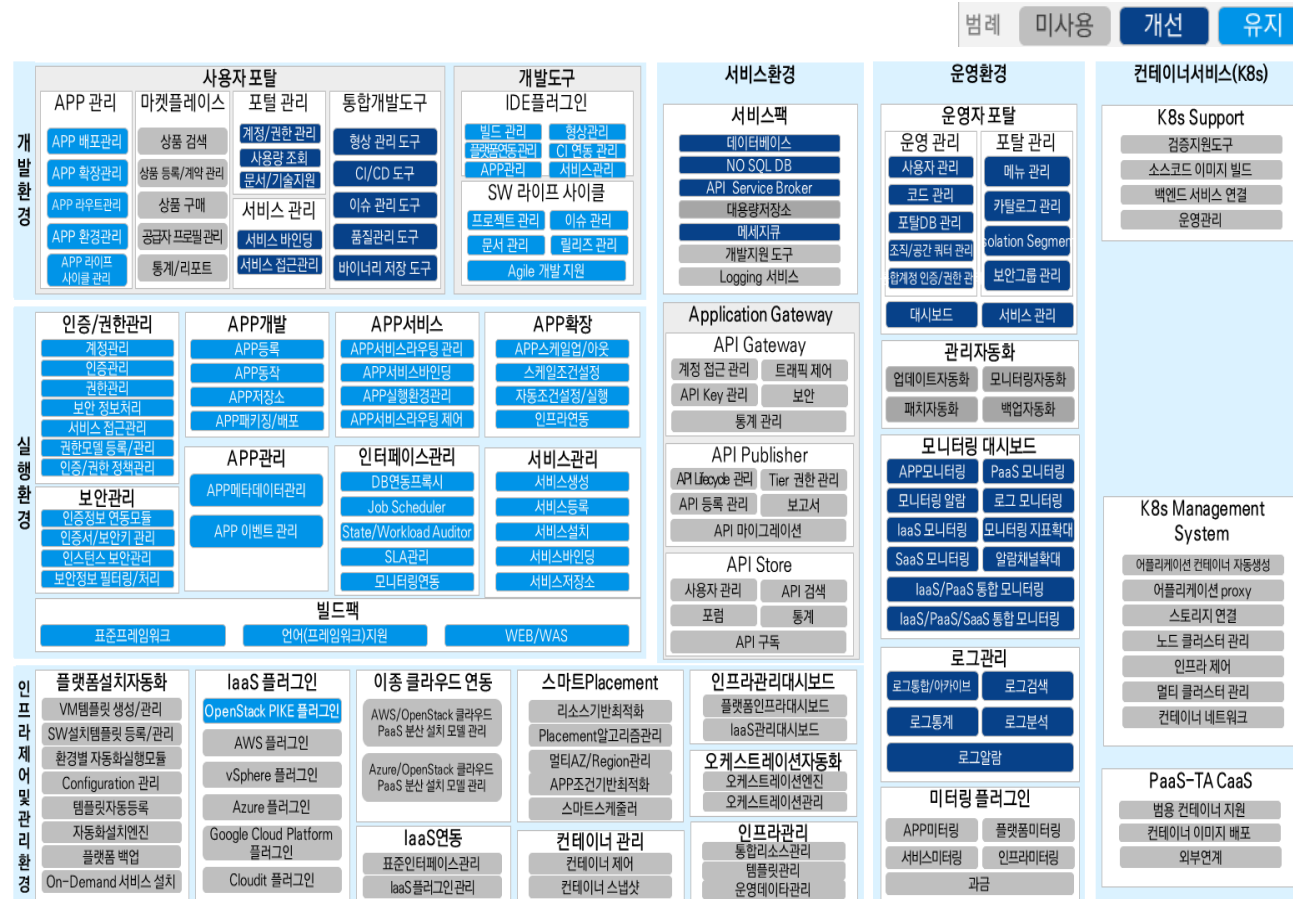 범례
미사용
개선
유지
개발환경
사용자 포탈
APP 관리
APP 배포관리
APP 확장관리
APP 라우트관리
APP 환경관리
APP 라이프
사이클 관리
마켓플레이스
상품 검색
상품 등록/계약 관리
상품 구매
공급자 프로필 관리
통계/리포트
포털 관리
계정/권한 관리
사용량 조회
문서/기술지원
서비스 관리
서비스 바인딩
서비스 접근관리
통합개발도구
형상 관리 도구
CI/CD 도구
이슈 관리 도구
품질관리 도구
바이너리 저장 도구
개발도구
IDE플러그인
빌드 관리
형상관리
플랫폼연동관리
CI 연동 관리
APP관리
서비스관리
SW 라이프 사이클
프로젝트 관리
이슈 관리
문서 관리
릴리즈 관리
Agile 개발 지원
실행환경
인증/권한관리
계정관리
인증관리
권한관리
보안 정보처리
서비스 접근관리
권한모델 등록/관리
인증/권한 정책관리
보안관리
인증정보 연동모듈
인증서/보안키 관리
인스턴스 보안관리
보안정보 필터링/처리
APP개발
APP등록
APP동작
APP저장소
APP패키징/배포
APP관리
APP메타데이터관리
APP 이벤트 관리
APP서비스
APP서비스라우팅 관리
APP서비스바인딩
APP실행환경관리
APP서비스라우팅 제어
인터페이스관리
DB연동프록시
Job Scheduler
State/Workload Auditor
SLA관리
모니터링연동
APP확장
APP스케일업/아웃
스케일조건설정
자동조건설정/실행
인프라연동
서비스관리
서비스생성
서비스등록
서비스설치
서비스바인딩
서비스저장소
빌드팩
표준프레임워크
언어(프레임워크)지원
WEB/WAS
인프라제어및관리환경
플랫폼설치자동화
VM템플릿 생성/관리
SW설치템플릿 등록/관리
환경별 자동화실행모듈
Configuration 관리
템플릿자동등록
자동화설치엔진
플랫폼 백업
On-Demand 서비스 설치
IaaS 플러그인
OpenStack PIKE 플러그인
AWS 플러그인
vSphere 플러그인
Azure 플러그인
Google Cloud Platform
플러그인
Cloudit 플러그인
이종 클라우드 연동
AWS/OpenStack 클라우드
PaaS 분산 설치 모델 관리
Azure/OpenStack 클라우드
PaaS 분산 설치 모델 관리
IaaS연동
표준인터페이스관리
IaaS플러그인관리
스마트Placement
리소스기반최적화
Placement알고리즘관리
멀티AZ/Region관리
APP조건기반최적화
스마트스케줄러
컨테이너 관리
컨테이너 제어
컨테이너 스냅샷
인프라관리대시보드
플랫폼인프라대시보드
IaaS관리대시보드
오케스트레이션자동화
오케스트레이션엔진
오케스트레이션관리
인프라관리
통합리소스관리
템플릿관리
운영데이타관리
서비스환경
서비스팩
데이터베이스
NO SQL DB
API Service Broker
대용량저장소
메세지큐
개발지원 도구
Logging 서비스
Application Gateway
API Gateway
계정 접근 관리
트래픽 제어
API Key 관리
보안
통계 관리
API Publisher
API Lifecycle 관리
Tier 권한 관리
API 등록 관리
보고서
API 마이그레이션
API Store
사용자 관리
API 검색
포럼
통계
API 구독
운영환경
운영자 포탈
운영 관리
사용자 관리
코드 관리
포탈DB 관리
조직/공간 쿼터 관리
합계정 인증/권한 관
포탈 관리
메뉴 관리
카탈로그 관리
solation Segmen
보안그룹 관리
대시보드
서비스 관리
관리자동화
업데이트자동화
모니터링자동화
패치자동화
백업자동화
모니터링 대시보드
APP모니터링
PaaS 모니터링
모니터링 알람
로그 모니터링
IaaS 모니터링
모니터링 지표확대
SaaS 모니터링
알람채널확대
IaaS/PaaS 통합 모니터링
IaaS/PaaS/SaaS 통합 모니터링
로그관리
로그통합/아카이브
로그검색
로그통계
로그분석
로그알람
미터링 플러그인
APP미터링
플랫폼미터링
서비스미터링
인프라미터링
과금
컨테이너서비스(K8s)
K8s Support
검증지원도구
소스코드 이미지 빌드
백엔드 서비스 연결
운영관리
K8s Management
System
어플리케이션 컨테이너 자동생성
어플리케이션 proxy
스토리지 연결
노드 클러스터 관리
인프라 제어
멀티 클러스터 관리
컨테이너 네트워크
PaaS-TA CaaS
범용 컨테이너 지원
컨테이너 이미지 배포
외부연계